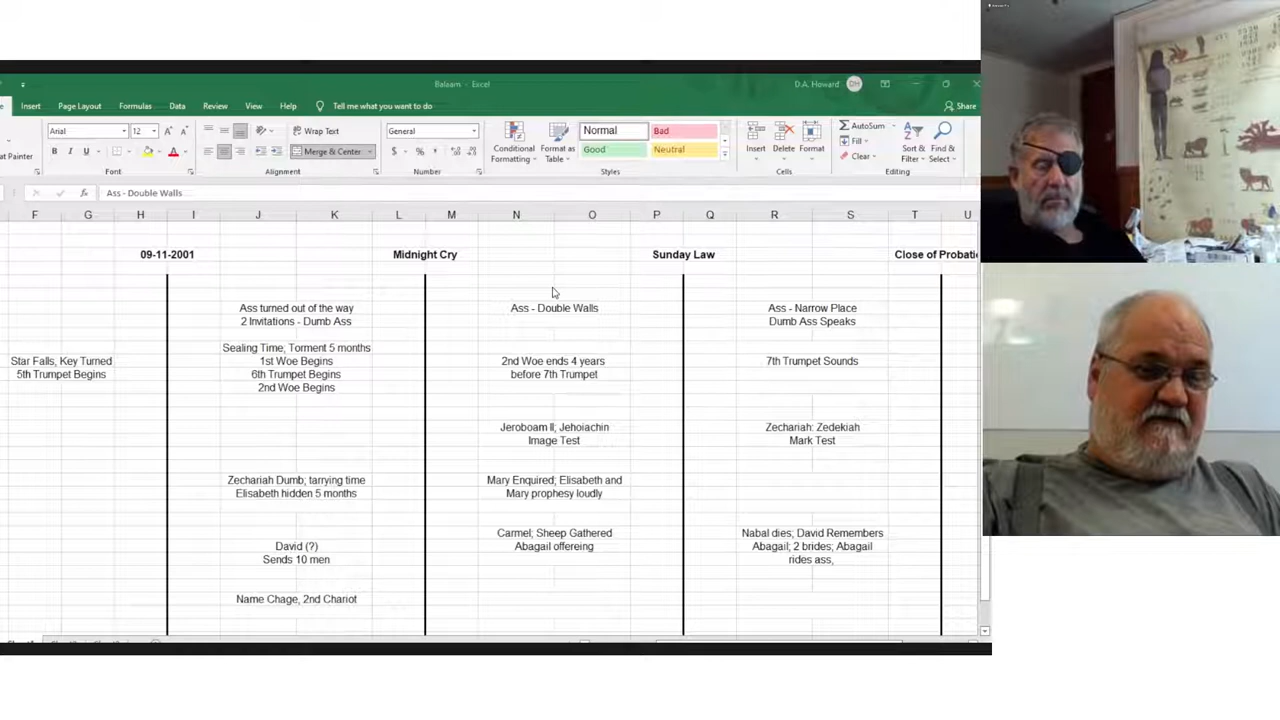 Balaam - Excel
D.A. Howard
DH
Insert
Page Layout
Formulas
Data
Review
View
Help
Tell me what you want to do
Share
Arial
12
Wrap Text
General
Normal
Bad
AutoSum
at Painter
B
I
U
Merge & Center
$
%
Conditional
Formatting
Format as
Table
Good
Neutral
Insert
Delete
Format
Fill
Clear
Sort &
Filter
Find &
Select
Font
Alignment
Number
Styles
Cells
Editing
fx
Ass - Double Walls
F G H I J K L M N O P Q R S T U
09-11-2001
Midnight Cry
Sunday Law
Close of Probati
Ass turned out of the way
2 Invitations - Dumb Ass
Ass - Double Walls
Ass - Narrow Place
Dumb Ass Speaks
Star Falls, Key Turned
5th Trumpet Begins
Sealing Time; Torment 5 months
1st Woe Begins
6th Trumpet Begins
2nd Woe Begins
2nd Woe ends 4 years
before 7th Trumpet
7th Trumpet Sounds
Jeroboam II; Jehoiachin
Image Test
Zechariah: Zedekiah
Mark Test
Zechariah Dumb; tarrying time
Elisabeth hidden 5 months
Mary Enquired; Elisabeth and
Mary prophesy loudly
David (?)
Sends 10 men
Carmel; Sheep Gathered
Abagail offereing
Nabal dies; David Remembers
Abagail; 2 brides; Abagail
rides ass,
Name Chage, 2nd Chariot